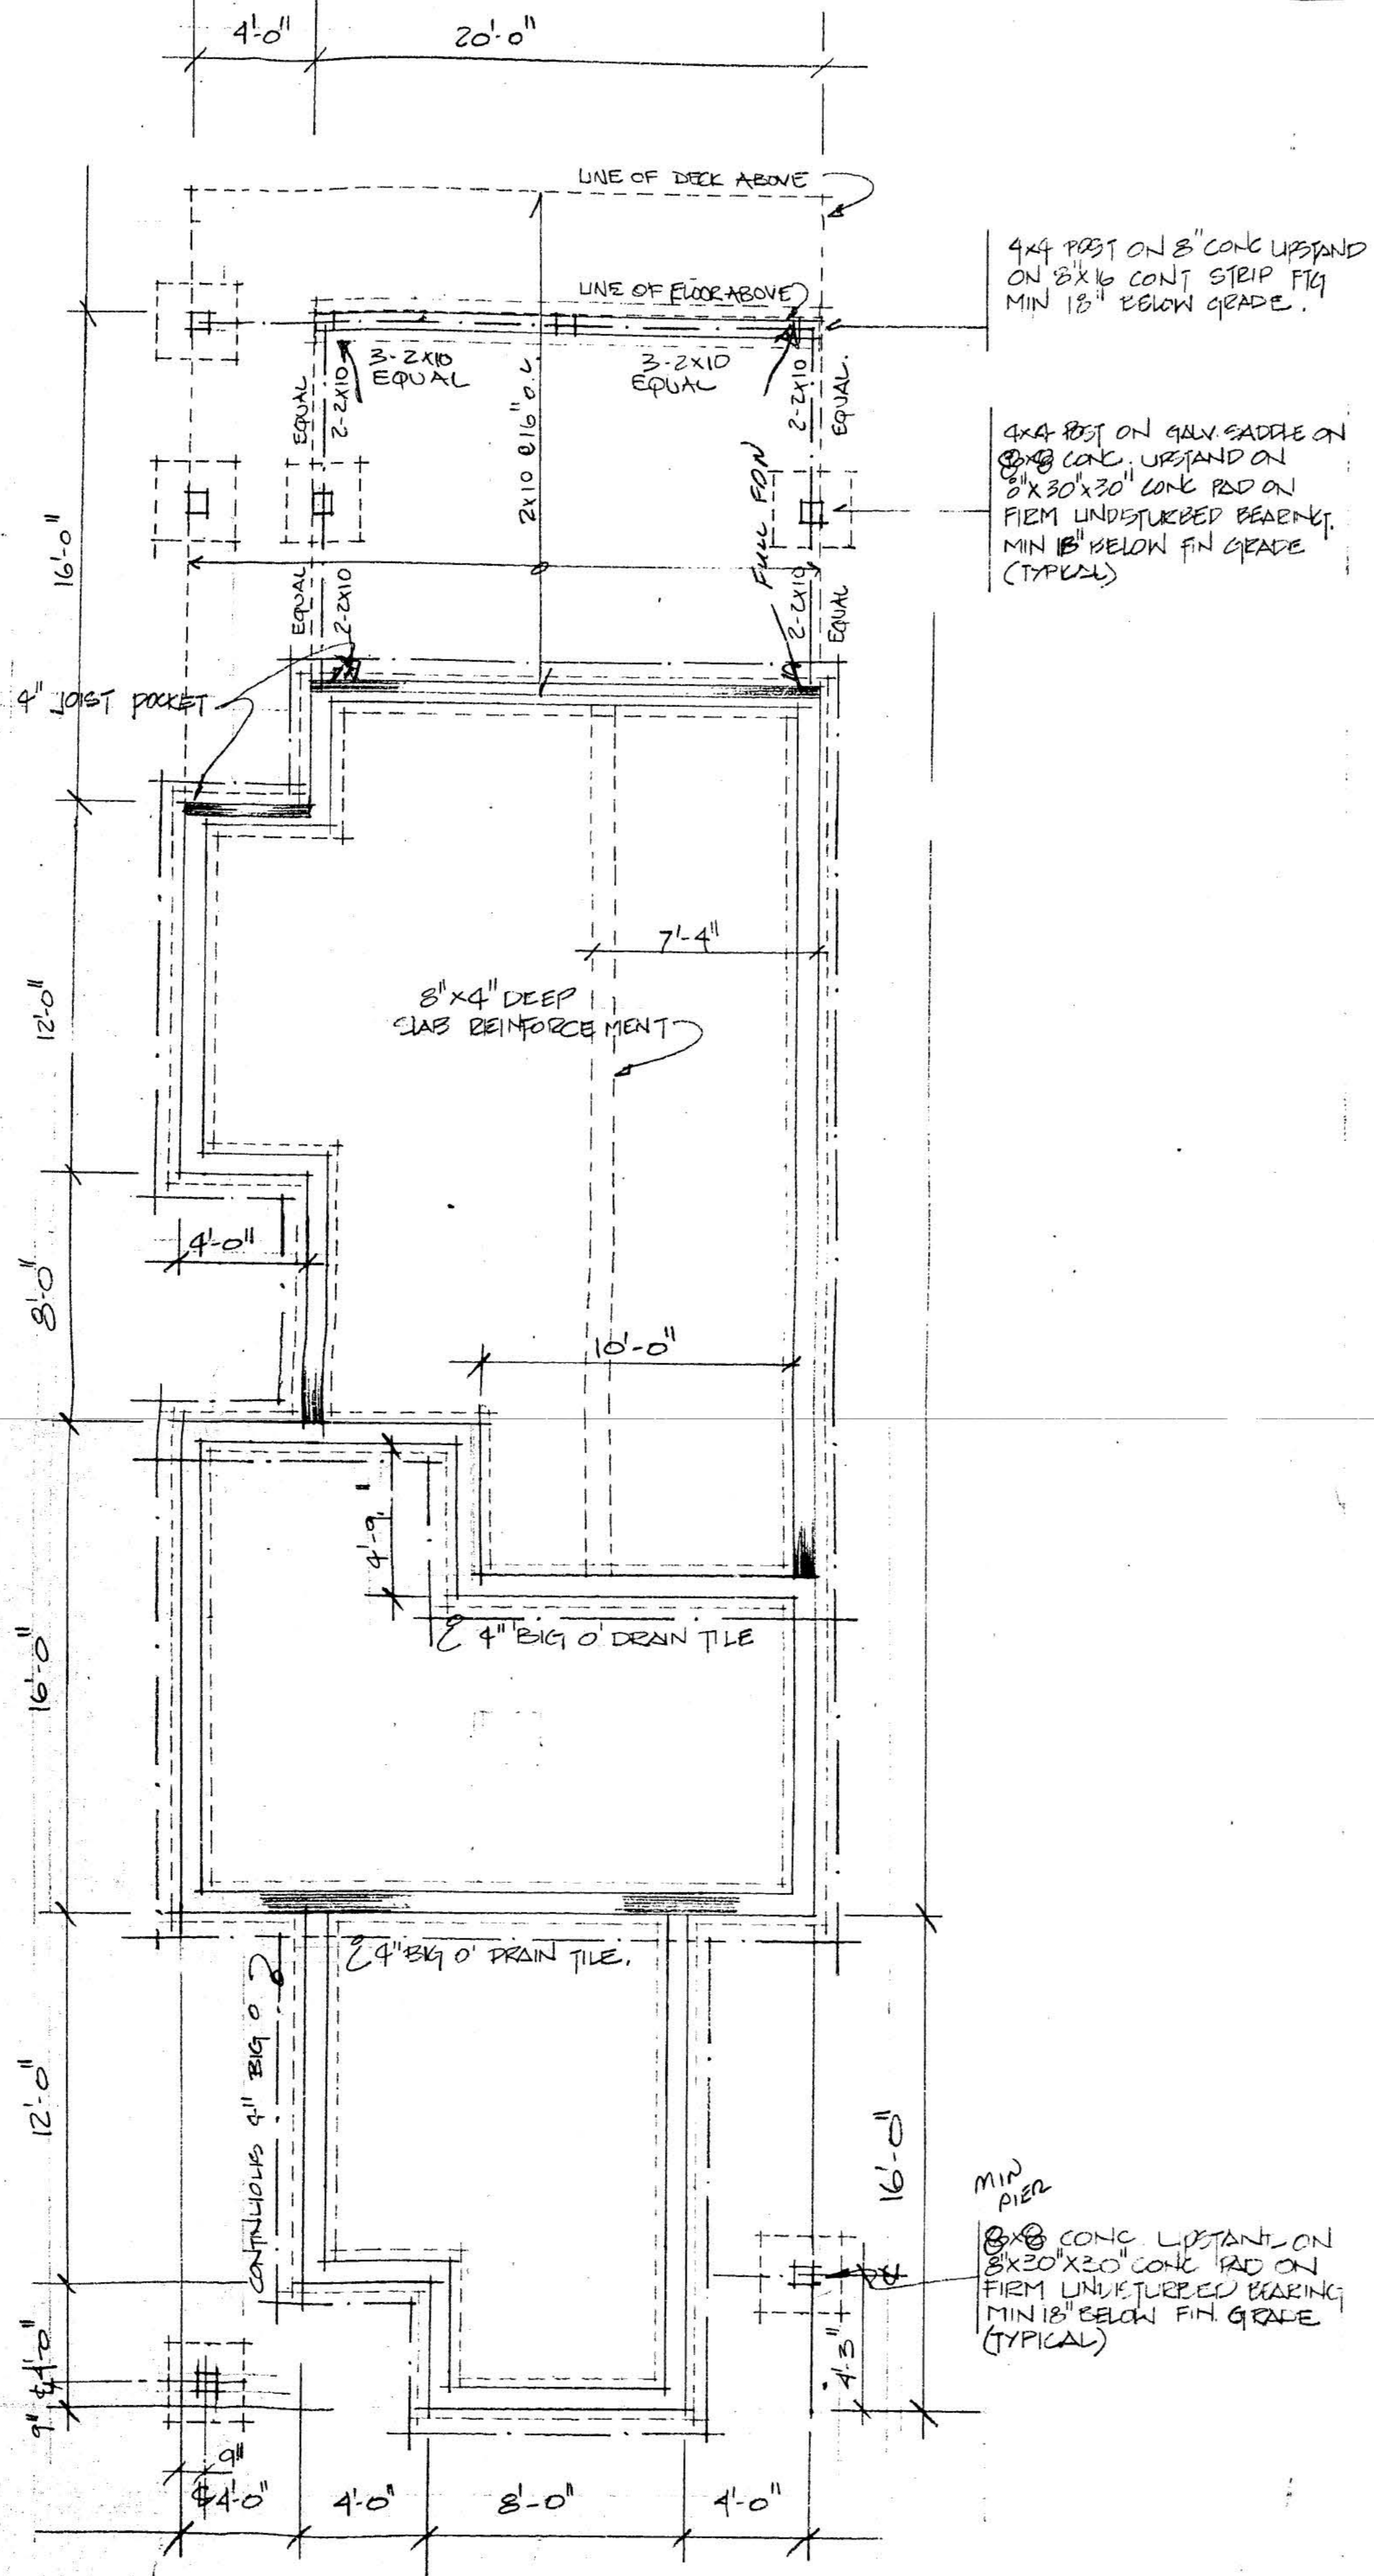 4'-0"
20'-0"
LINE OF DECK ABOVE
4x4 POST ON 8" CONC UPSTAND
ON 8"X16 CONT STRIP FTG
MIN 18" BELOW GRADE.
LINE OF FLOOR ABOVE
3-2X10
EQUAL
3-2X10
EQUAL
EQUAL
2-2X10
2X10 @16" O.C.
2-2X10
EQUAL.
FULL FDN
4x4 POST ON GALV. SADDLE ON
8x8 CONC. UPSTAND ON
8"X30"X30" CONC PAD ON
FIRM UNDISTURBED BEARING.
MIN 18" BELOW FIN GRADE
(TYPICAL)
16'-0"
EQUAL
2-2X10
2-2X10
EQUAL
4" JOIST POCKET
7'-4"
12'-0"
8"X4" DEEP
SLAB REINFORCEMENT
4'-0"
8'-0"
10'-0"
4'-9"
4" BIG O' DRAIN TILE
16'-0"
4" BIG O' DRAIN TILE.
CONTINUOUS 4" BIG O
12'-0"
16'-0"
MIN
PIER
8x8 CONC UPSTAND ON
8"X30"X30" CONC PAD ON
FIRM UNDISTURBED BEARING
MIN 18" BELOW FIN. GRADE
(TYPICAL)
4'-3"
9" ℄ 4'-0"
9"
℄ 4'-0"
4'-0"
8'-0"
4'-0"